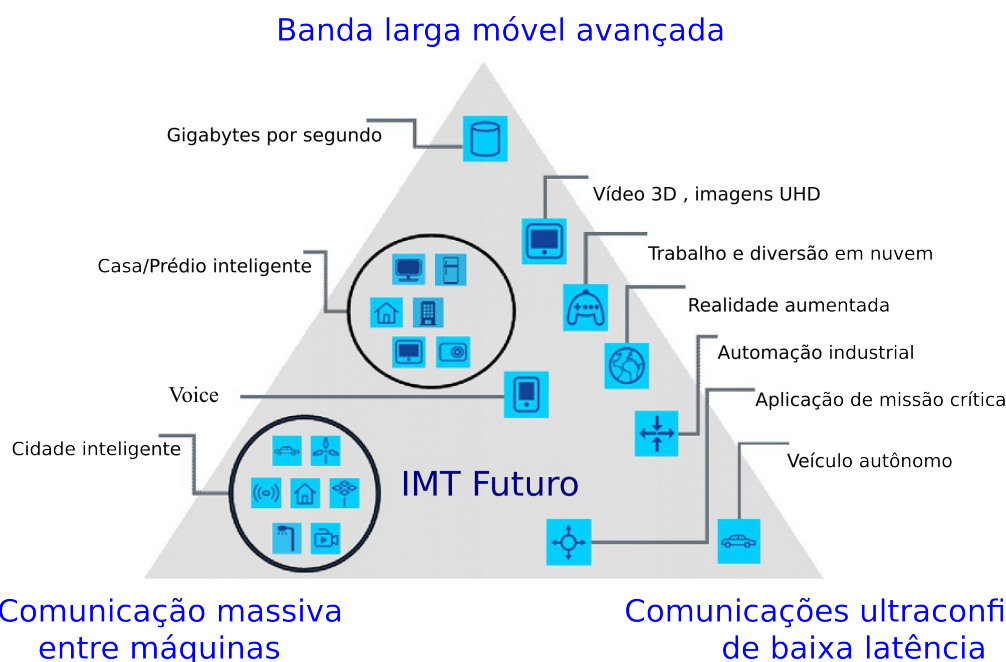 Banda larga móvel avançada
Gigabytes por segundo
Vídeo 3D , imagens UHD
Trabalho e diversão em nuvem
Casa/Prédio inteligente
Realidade aumentada
Automação industrial
Voice
Aplicação de missão crítica
Cidade inteligente
Veículo autônomo
IMT Futuro
Comunicação massiva
entre máquinas
Comunicações
de baixa latência